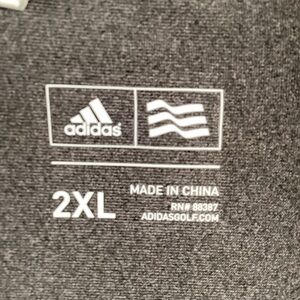 adidas
2XL
MADE IN CHINA
RN# 88387
ADIDASGOLF.COM